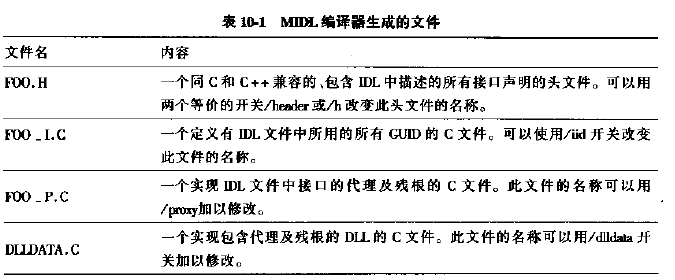 表 10-1 MIDL 编译器生成的文件
文件名 内容
FOO.H 一个同 C 和 C++ 兼容的、包含 IDL 中描述的所有接口声明的头文件。可以用
两个等价的开关/header 或/h 改变此头文件的名称。
FOO_I.C 一个定义有 IDL 文件中所用的所有 GUID 的 C 文件。可以使用/iid 开关改变
此文件的名称。
FOO_P.C 一个实现 IDL 文件中接口的代理及残根的 C 文件。此文件的名称可以用
/proxy加以修改。
DLLDATA.C 一个实现包含代理及残根的 DLL 的 C 文件。此文件的名称可以用/dlldata 开
关加以修改。